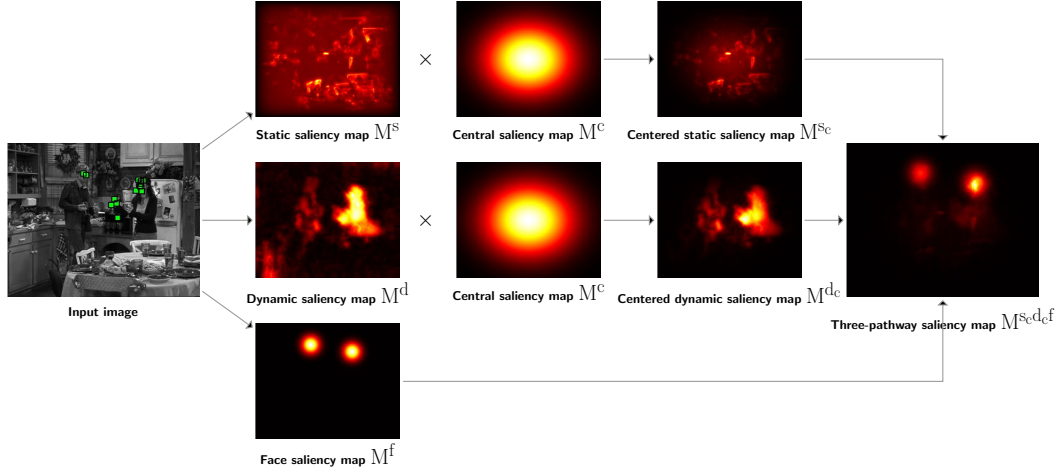 ×
×
Static saliency map M^s
Central saliency map M^c
Centered static saliency map M^{s_c}
Dynamic saliency map M^d
Central saliency map M^c
Centered dynamic saliency map M^{d_c}
Input image
Three-pathway saliency map M^{s_c d_c f}
Face saliency map M^f